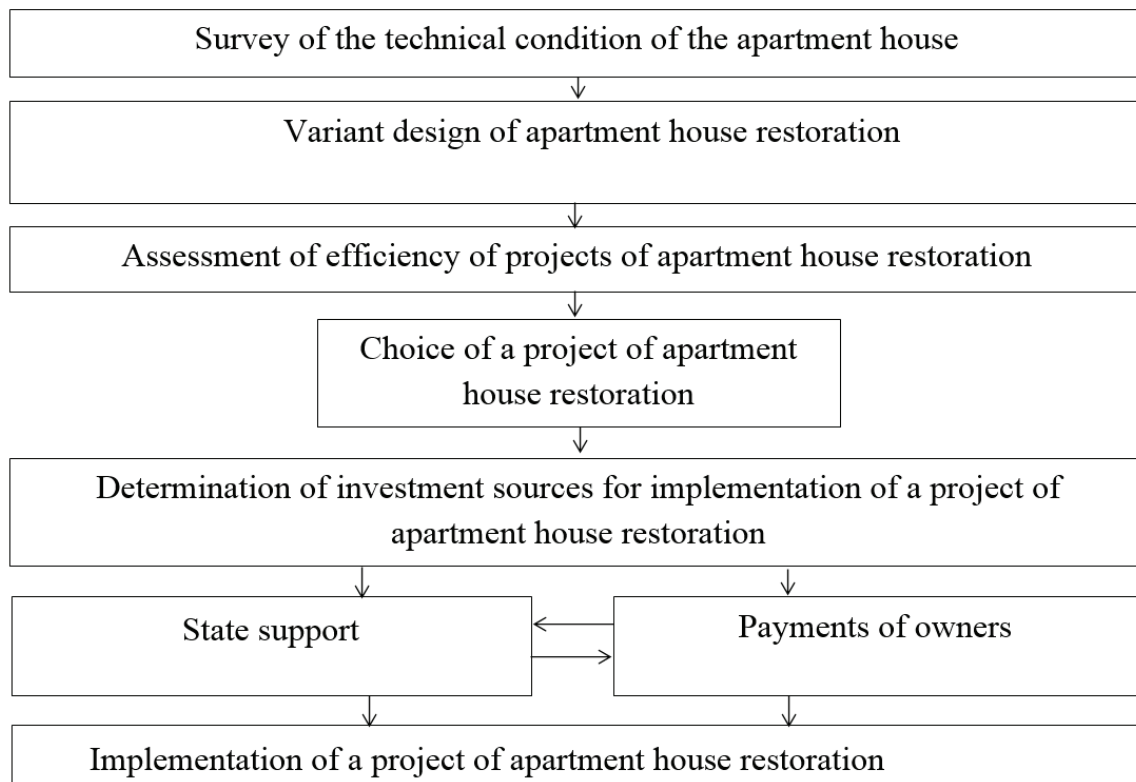 Survey of the technical condition of the apartment house
Variant design of apartment house restoration
Assessment of efficiency of projects of apartment house restoration
Choice of a project of apartment
house restoration
Determination of investment sources for implementation of a project of
apartment house restoration
State support
Payments of owners
Implementation of a project of apartment house restoration